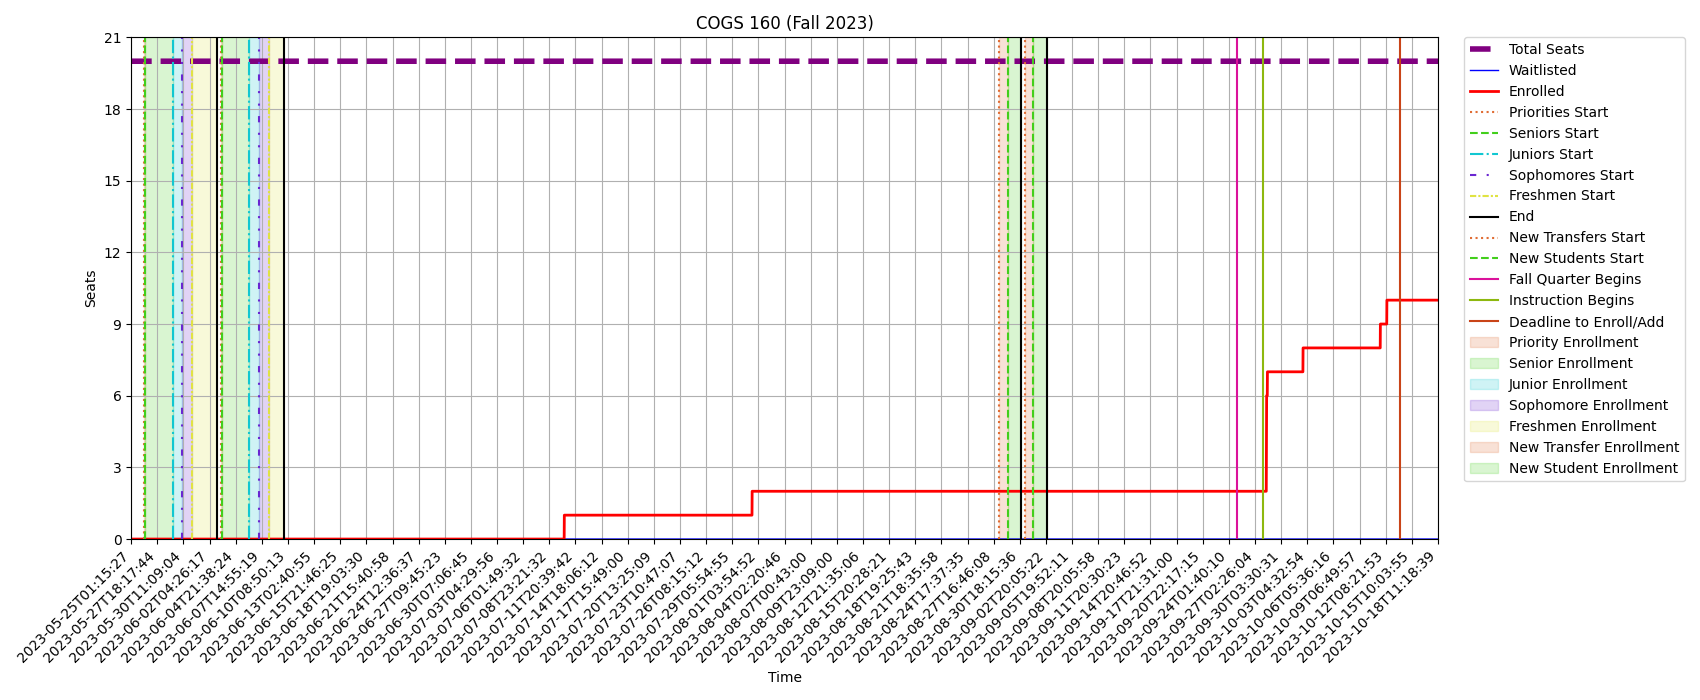 COGS 160 (Fall 2023)
21
18
15
12
9
6
3
0
Seats
2023-05-25T01:15:27
2023-05-27T18:17:44
2023-05-30T11:09:04
2023-06-02T04:26:17
2023-06-04T21:38:24
2023-06-07T14:55:19
2023-06-10T08:50:13
2023-06-13T02:40:55
2023-06-15T21:46:25
2023-06-18T19:03:30
2023-06-21T15:40:58
2023-06-24T12:36:37
2023-06-27T09:45:23
2023-06-30T07:06:45
2023-07-03T04:29:56
2023-07-06T01:49:32
2023-07-08T23:21:32
2023-07-11T20:39:42
2023-07-14T18:06:12
2023-07-17T15:49:00
2023-07-20T13:25:09
2023-07-23T10:47:07
2023-07-26T08:15:12
2023-07-29T05:54:55
2023-08-01T03:54:52
2023-08-04T02:20:46
2023-08-07T00:43:00
2023-08-09T23:09:00
2023-08-12T21:35:06
2023-08-15T20:28:21
2023-08-18T19:25:43
2023-08-21T18:35:58
2023-08-24T17:37:35
2023-08-27T16:46:08
2023-08-30T18:15:36
2023-09-02T20:05:22
2023-09-05T19:52:11
2023-09-08T20:05:58
2023-09-11T20:30:23
2023-09-14T20:46:52
2023-09-17T21:31:00
2023-09-20T22:17:15
2023-09-24T01:40:10
2023-09-27T02:26:04
2023-09-30T03:30:31
2023-10-03T04:32:54
2023-10-06T05:36:16
2023-10-09T06:49:57
2023-10-12T08:21:53
2023-10-15T10:03:55
2023-10-18T11:18:39
Time
Total Seats
Waitlisted
Enrolled
Priorities Start
Seniors Start
Juniors Start
Sophomores Start
Freshmen Start
End
New Transfers Start
New Students Start
Fall Quarter Begins
Instruction Begins
Deadline to Enroll/Add
Priority Enrollment
Senior Enrollment
Junior Enrollment
Sophomore Enrollment
Freshmen Enrollment
New Transfer Enrollment
New Student Enrollment